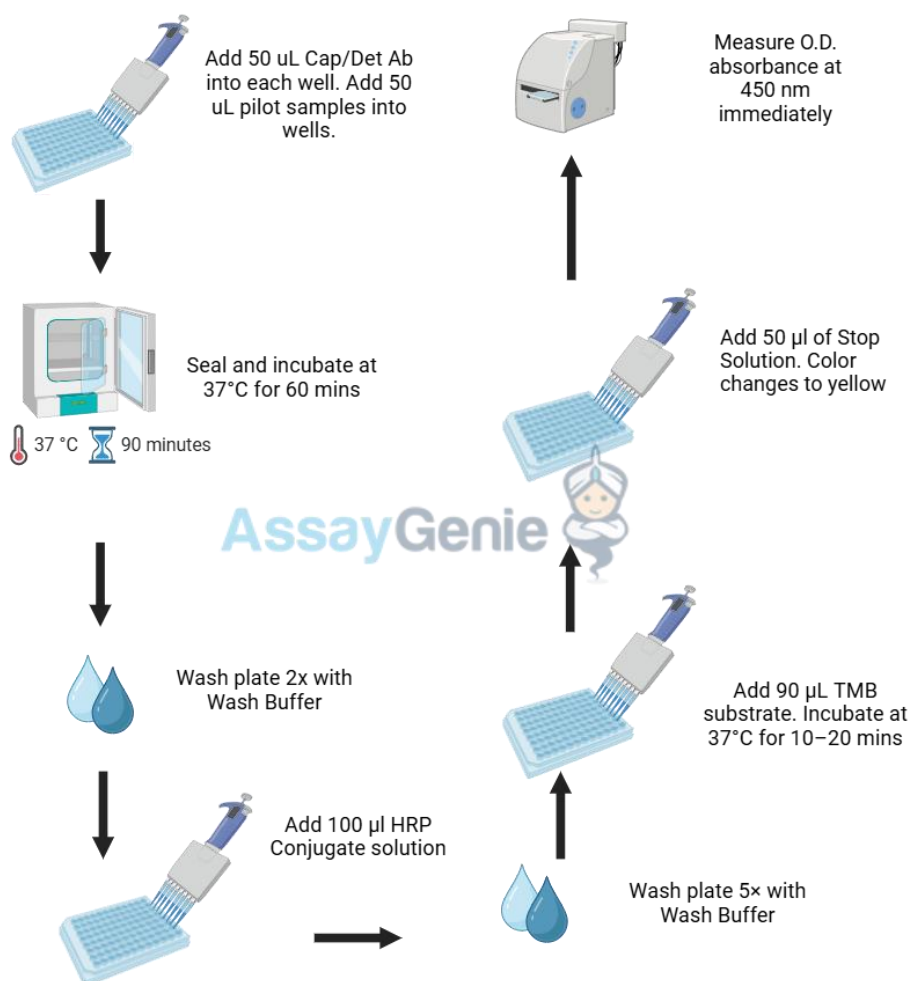 Add 50 uL Cap/Det Ab
into each well. Add 50
uL pilot samples into
wells.
Seal and incubate at
37°C for 60 mins
37 °C
90 minutes
Wash plate 2x with
Wash Buffer
Add 100 µl HRP
Conjugate solution
Wash plate 5× with
Wash Buffer
Add 90 µL TMB
substrate. Incubate at
37°C for 10–20 mins
AssayGenie
Add 50 µl of Stop
Solution. Color
changes to yellow
Measure O.D.
absorbance at
450 nm
immediately